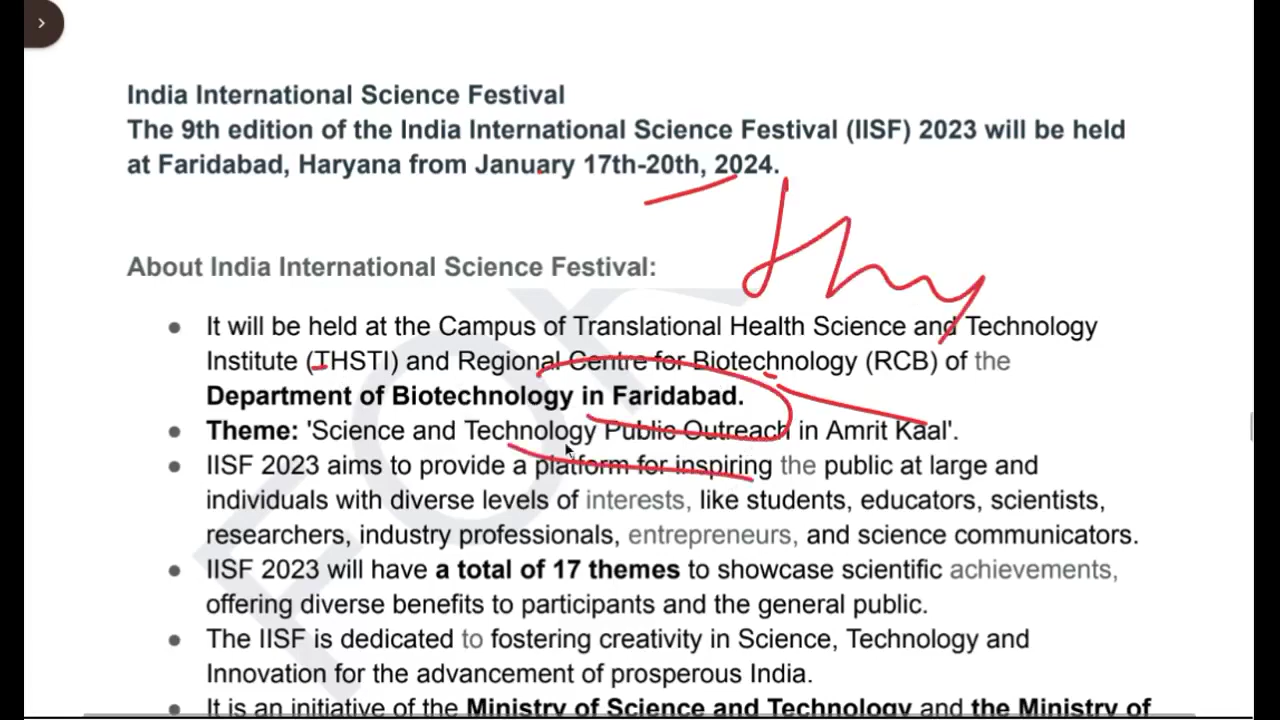 India International Science Festival
The 9th edition of the India International Science Festival (IISF) 2023 will be held
at Faridabad, Haryana from January 17th-20th, 2024.
About India International Science Festival:
● It will be held at the Campus of Translational Health Science and Technology
Institute (THSTI) and Regional Centre for Biotechnology (RCB) of the
Department of Biotechnology in Faridabad.
● Theme: 'Science and Technology Public Outreach in Amrit Kaal'.
● IISF 2023 aims to provide a platform for inspiring the public at large and
individuals with diverse levels of interests, like students, educators, scientists,
researchers, industry professionals, entrepreneurs, and science communicators.
● IISF 2023 will have a total of 17 themes to showcase scientific achievements,
offering diverse benefits to participants and the general public.
● The IISF is dedicated to fostering creativity in Science, Technology and
Innovation for the advancement of prosperous India.
● It is an initiative of the Ministry of Science and Technology and the Ministry of